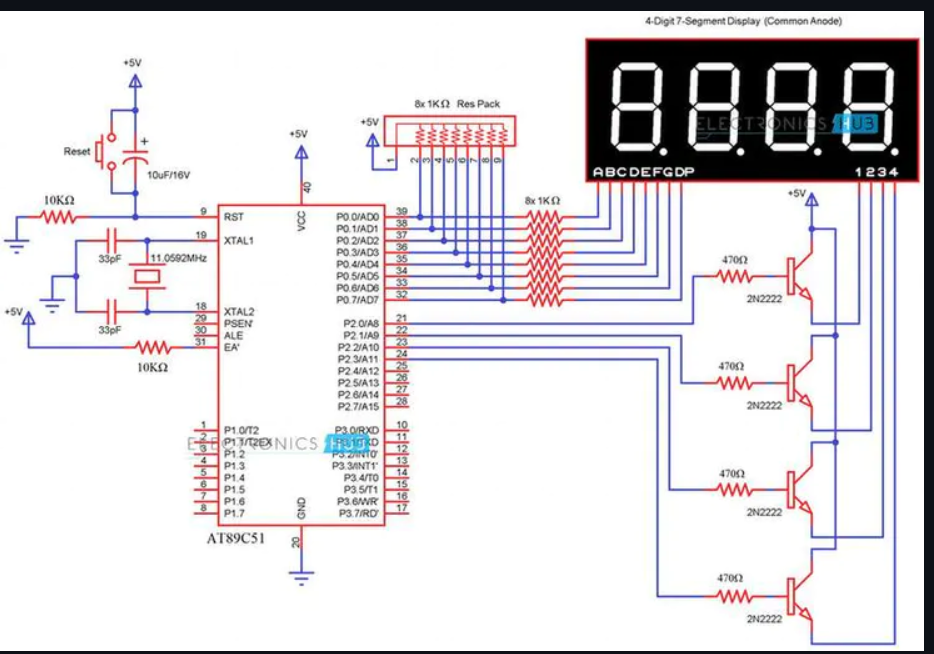 4-Digit 7-Segment Display (Common Anode)
+5V
8x 1KΩ Res Pack
+5V
+5V
Reset
+
10uF/16V
1
2
3
4
5
6
7
8
9
ELECTRONICS HUB
ABCDEFGDP
1234
+5V
10KΩ
8x 1KΩ
9
RST
40
VCC
P0.0/AD0
39
P0.1/AD1
38
P0.2/AD2
37
P0.3/AD3
36
P0.4/AD4
35
P0.5/AD5
34
P0.6/AD6
33
P0.7/AD7
32
19
XTAL1
33pF
11.0592MHz
470Ω
2N2222
+5V
33pF
18
XTAL2
29
PSEN'
30
ALE
31
EA'
10KΩ
P2.0/A8
21
P2.1/A9
22
P2.2/A10
23
P2.3/A11
24
P2.4/A12
25
P2.5/A13
26
P2.6/A14
27
P2.7/A15
28
470Ω
2N2222
1
P1.0/T2
2
P1.1/T2EX
3
P1.2
4
P1.3
5
P1.4
6
P1.5
7
P1.6
8
P1.7
ELECTRONICS HUB
P3.0/RXD
10
11
P3.2/INT0'
12
P3.3/INT1'
13
P3.4/T0
14
P3.5/T1
15
P3.6/WR'
16
P3.7/RD'
17
470Ω
2N2222
GND
20
AT89C51
470Ω
2N2222